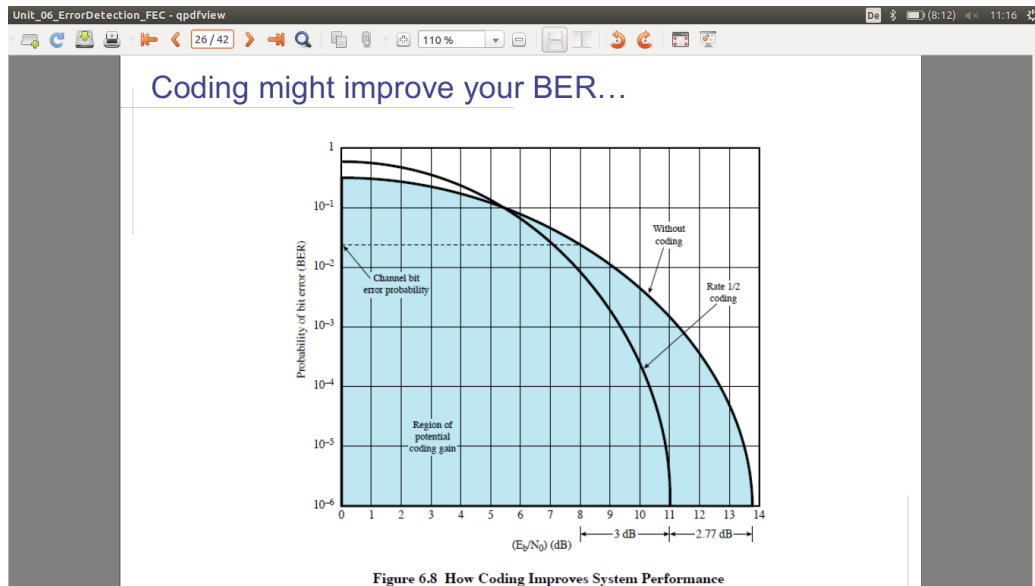 Unit_06_ErrorDetection_FEC - qpdfview
De (8:12) 11:16
26 / 42
110 %
Coding might improve your BER…
1
10⁻¹
10⁻²
10⁻³
10⁻⁴
10⁻⁵
10⁻⁶
Probability of bit error (BER)
Without
coding
Channel bit
error probability
Rate 1/2
coding
Region of
potential
coding gain
0 1 2 3 4 5 6 7 8 9 10 11 12 13 14
(E_b/N_0) (dB)
3 dB
2.77 dB
Figure 6.8 How Coding Improves System Performance